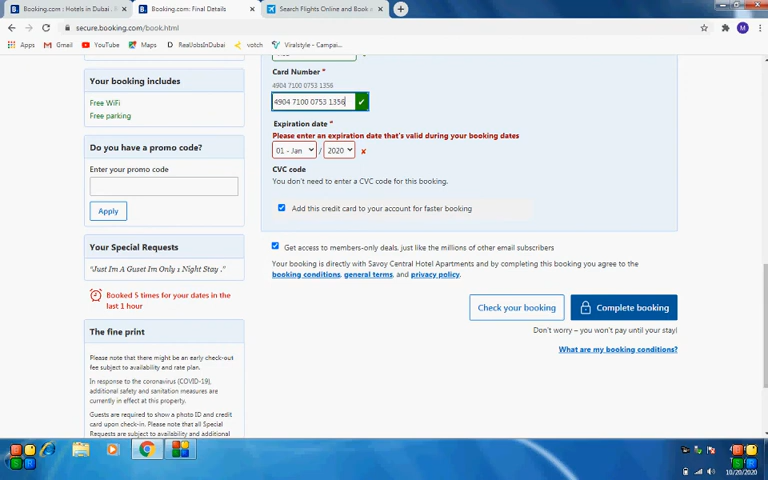 Booking.com : Hotels in Dubai .
Booking.com: Final Details
Search Flights Online and Book
secure.booking.com/book.html
Apps
Gmail
YouTube
Maps
RealJobsInDubai
votch
Viralstyle - Campai...
Your booking includes
Free WiFi
Free parking
Do you have a promo code?
Enter your promo code
Apply
Your Special Requests
"Just Im A Guset Im Only 1 Night Stay ."
Booked 5 times for your dates in the
last 1 hour
The fine print
Please note that there might be an early check-out
fee subject to availability and rate plan.
In response to the coronavirus (COVID-19),
additional safety and sanitation measures are
currently in effect at this property.
Guests are required to show a photo ID and credit
card upon check-in. Please note that all Special
Requests are subject to availability and additional
Card Number *
4904 7100 0753 1356
4904 7100 0753 1356
Expiration date *
Please enter an expiration date that's valid during your booking dates
01 - Jan / 2020 ✗
CVC code
You don't need to enter a CVC code for this booking.
Add this credit card to your account for faster booking
Get access to members-only deals, just like the millions of other email subscribers
Your booking is directly with Savoy Central Hotel Apartments and by completing this booking you agree to the
booking conditions, general terms, and privacy policy.
Check your booking
Complete booking
Don't worry – you won't pay until your stay!
What are my booking conditions?
10/20/2020